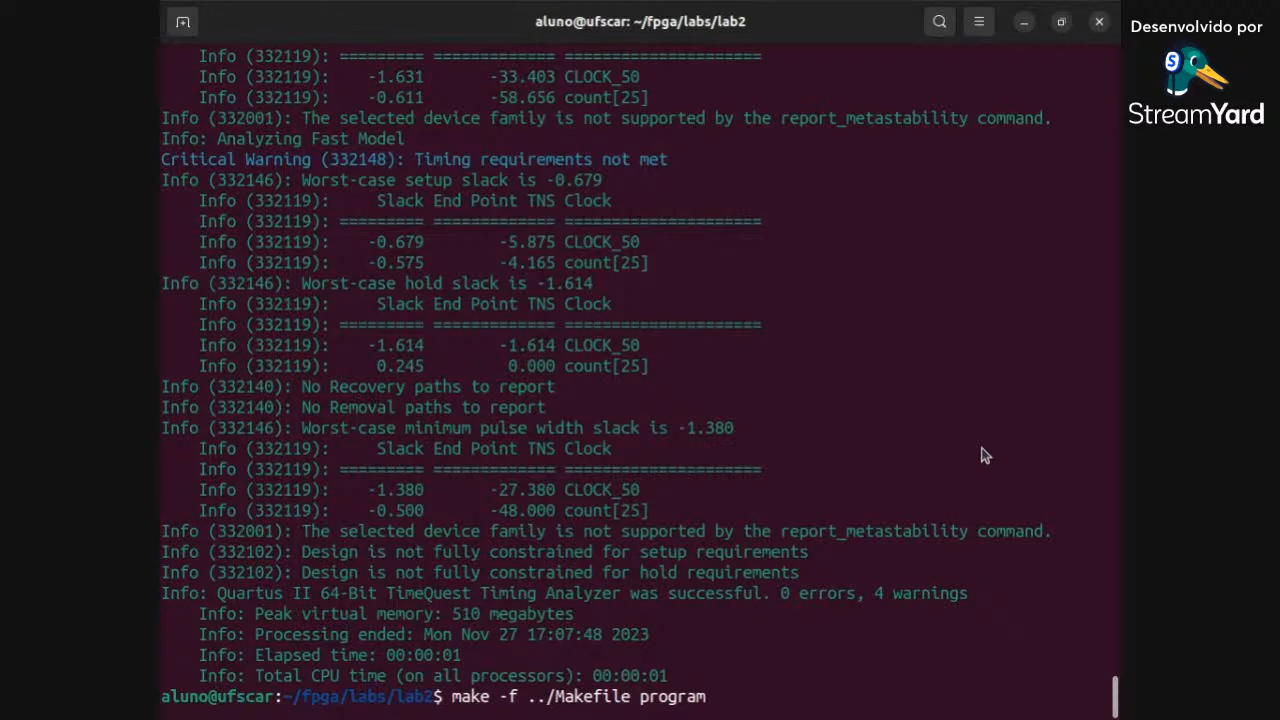 aluno@ufscar: ~/fpga/labs/lab2
Desenvolvido por
StreamYard
Info (332119): ========= ============= =====================
Info (332119):    -1.631       -33.403 CLOCK_50
Info (332119):    -0.611       -58.656 count[25]
Info (332001): The selected device family is not supported by the report_metastability command.
Info: Analyzing Fast Model
Critical Warning (332148): Timing requirements not met
Info (332146): Worst-case setup slack is -0.679
Info (332119):     Slack End Point TNS Clock
Info (332119): ========= ============= =====================
Info (332119):    -0.679        -5.875 CLOCK_50
Info (332119):    -0.575        -4.165 count[25]
Info (332146): Worst-case hold slack is -1.614
Info (332119):     Slack End Point TNS Clock
Info (332119): ========= ============= =====================
Info (332119):    -1.614        -1.614 CLOCK_50
Info (332119):     0.245         0.000 count[25]
Info (332140): No Recovery paths to report
Info (332140): No Removal paths to report
Info (332146): Worst-case minimum pulse width slack is -1.380
Info (332119):     Slack End Point TNS Clock
Info (332119): ========= ============= =====================
Info (332119):    -1.380       -27.380 CLOCK_50
Info (332119):    -0.500       -48.000 count[25]
Info (332001): The selected device family is not supported by the report_metastability command.
Info (332102): Design is not fully constrained for setup requirements
Info (332102): Design is not fully constrained for hold requirements
Info: Quartus II 64-Bit TimeQuest Timing Analyzer was successful. 0 errors, 4 warnings
Info: Peak virtual memory: 510 megabytes
Info: Processing ended: Mon Nov 27 17:07:48 2023
Info: Elapsed time: 00:00:01
Info: Total CPU time (on all processors): 00:00:01
aluno@ufscar:~/fpga/labs/lab2$ make -f ../Makefile program